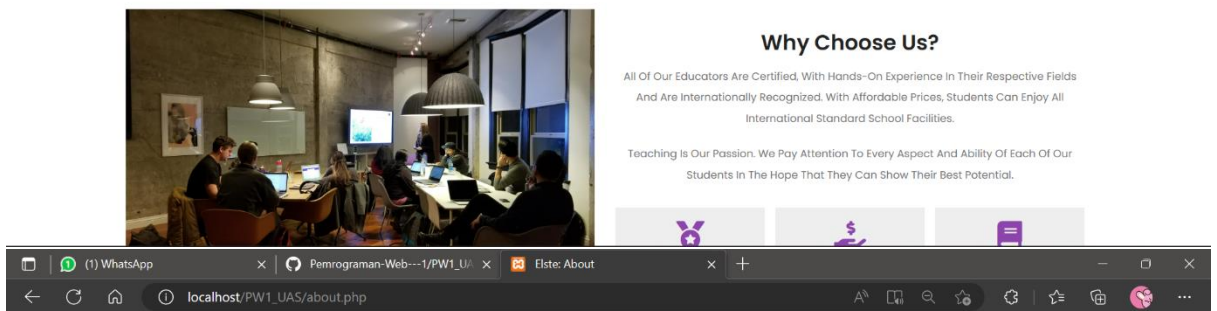 Why Choose Us?
All Of Our Educators Are Certified, With Hands-On Experience In Their Respective Fields
And Are Internationally Recognized. With Affordable Prices, Students Can Enjoy All
International Standard School Facilities.
Teaching Is Our Passion. We Pay Attention To Every Aspect And Ability Of Each Of Our
Students In The Hope That They Can Show Their Best Potential.
(1) WhatsApp
Pemrograman-Web---1/PW1_UA
Elste: About
localhost/PW1_UAS/about.php